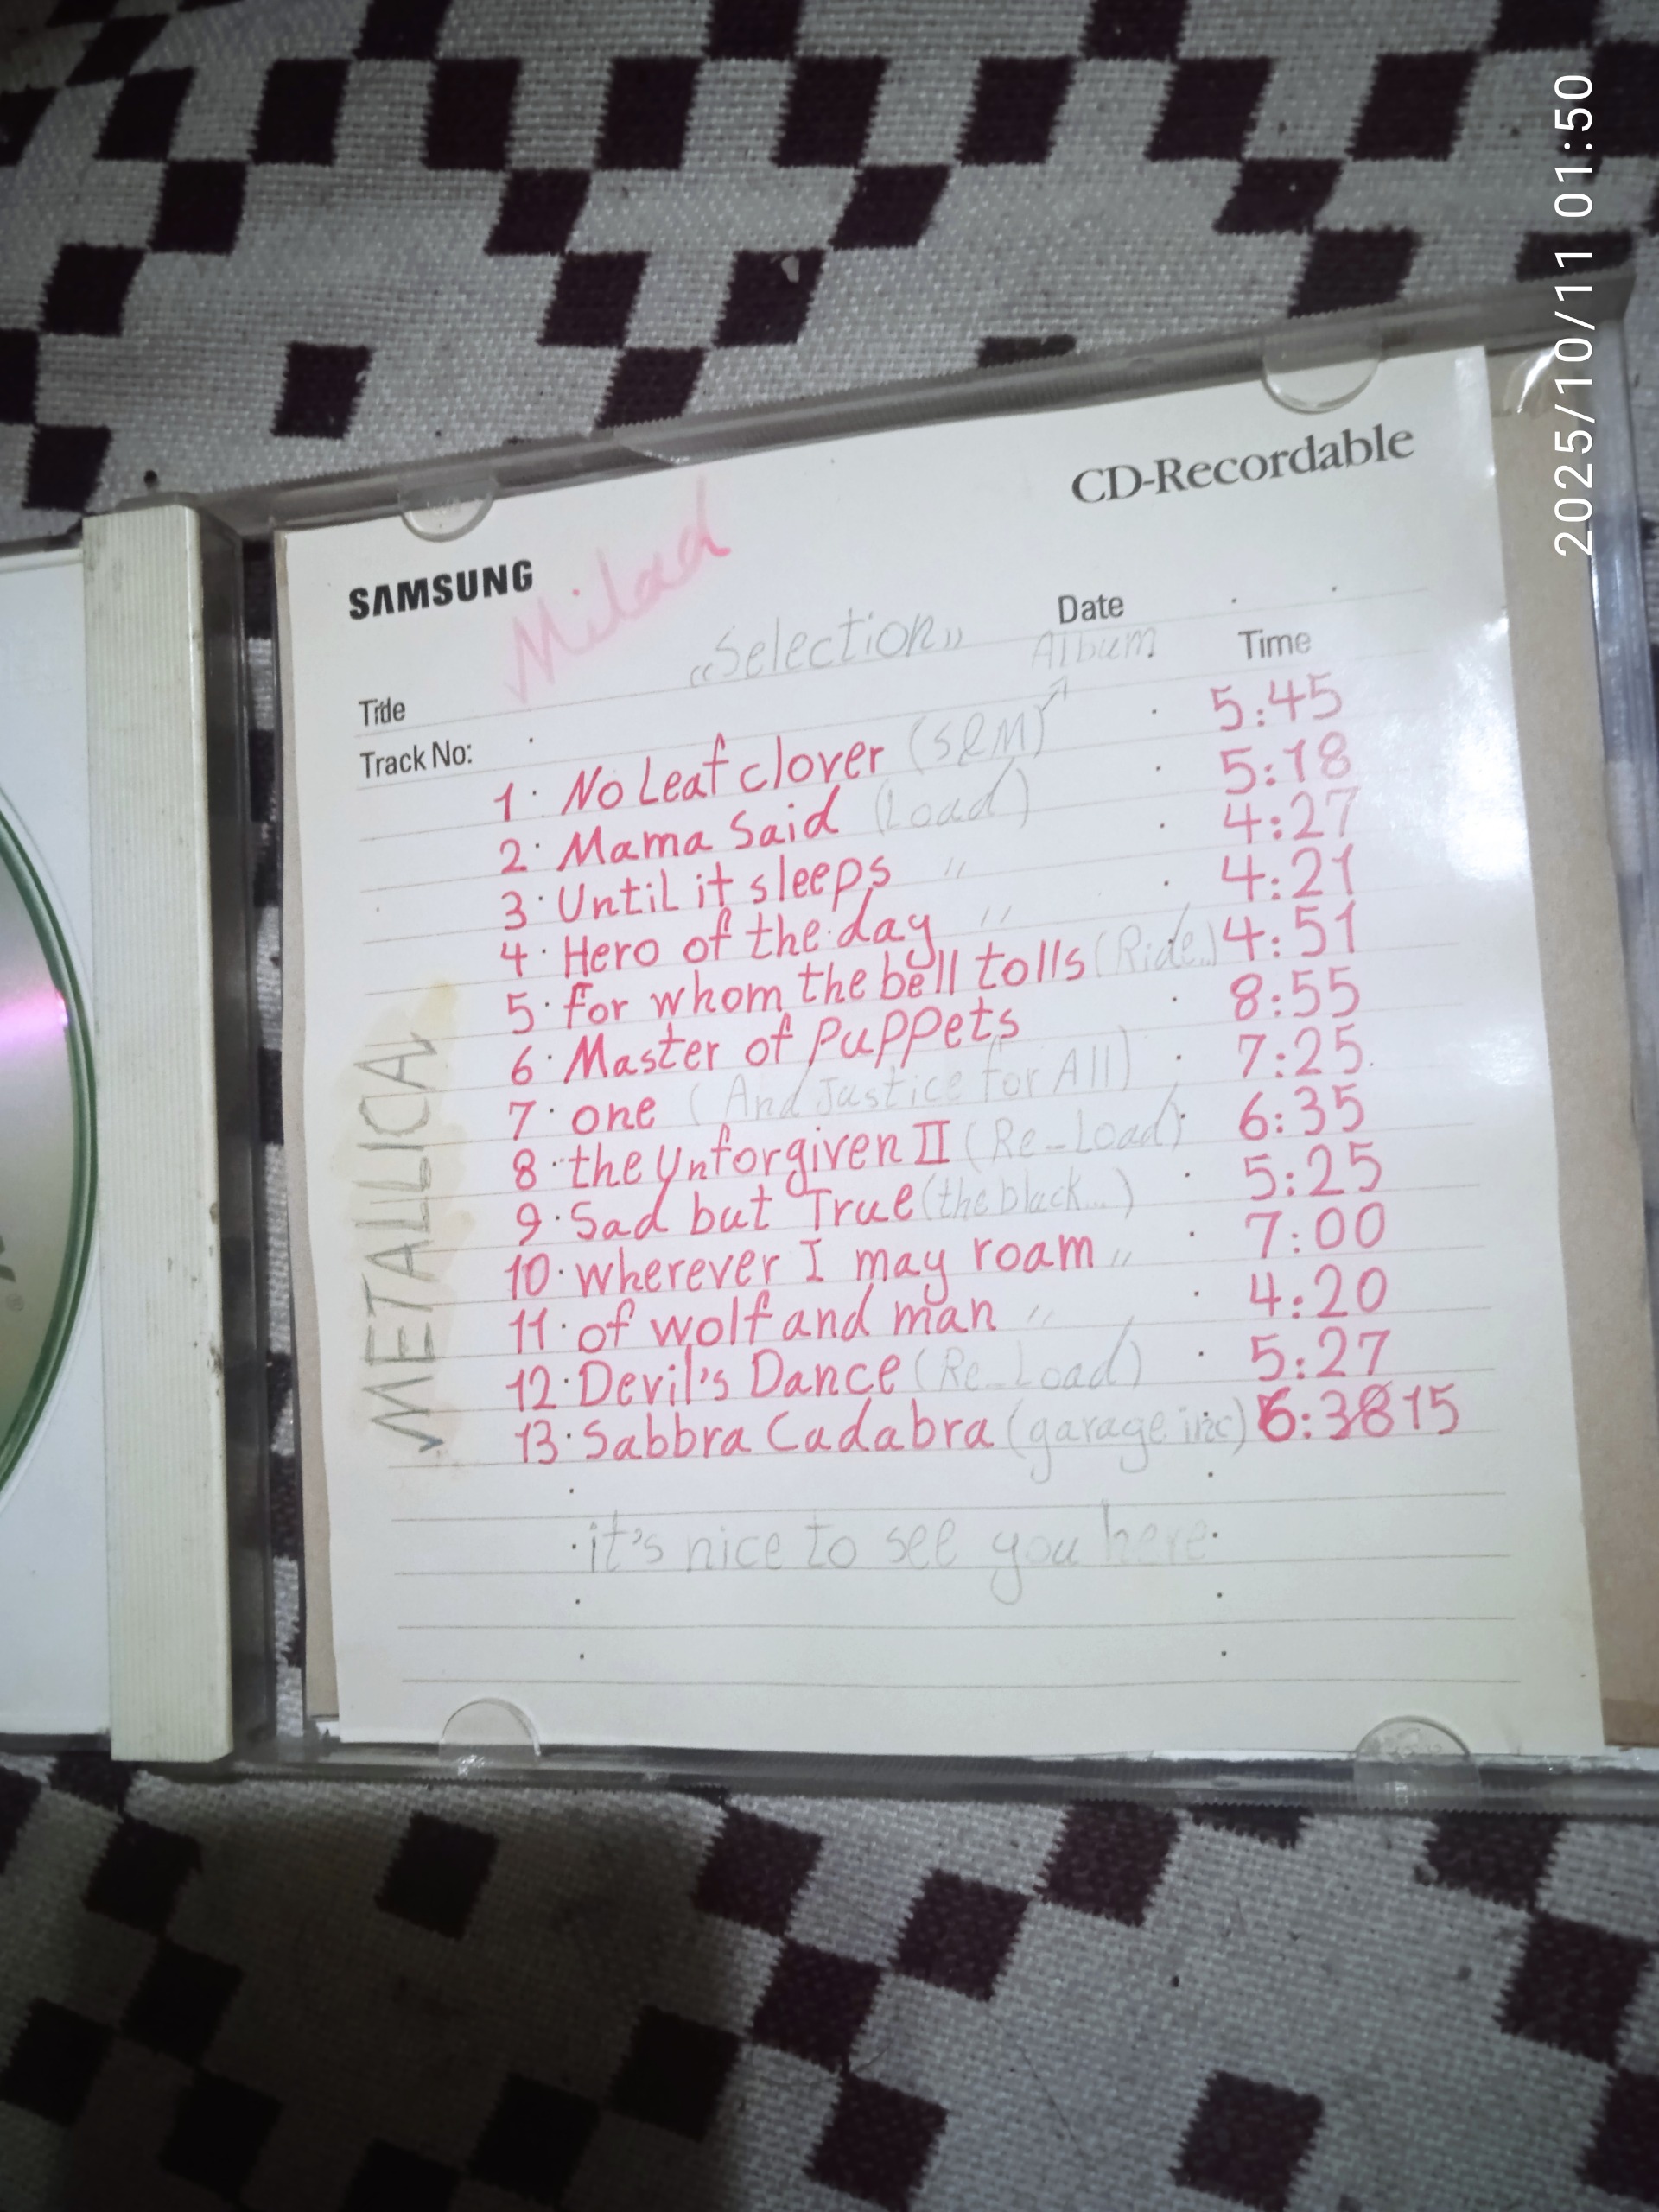 2025/10/11 01:50
CD-Recordable
SAMSUNG
Milad
Date
«Selection»
Album
Time
Title
Track No:
1· No Leaf clover (S&M) 5:45
2· Mama Said (Load) 5:18
3· Until it sleeps " 4:27
4· Hero of the day " 4:21
5· for whom the bell tolls (Ride..) 4:51
6· Master of puppets 8:55
7· one (And Justice for All) 7:25
8· the Unforgiven II (Re-Load) 6:35
9· Sad but True (the black...) 5:25
10· wherever I may roam " 7:00
11· of wolf and man " 4:20
12· Devil's Dance (Re-Load) 5:27
13· Sabbra Cadabra (garage inc) 6:3815
METALLICA
it's nice to see you here